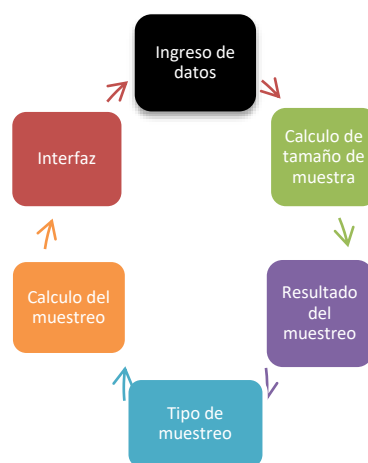 Ingreso de
datos
Calculo de
tamaño de
muestra
Resultado
del
muestreo
Tipo de
muestreo
Calculo del
muestreo
Interfaz